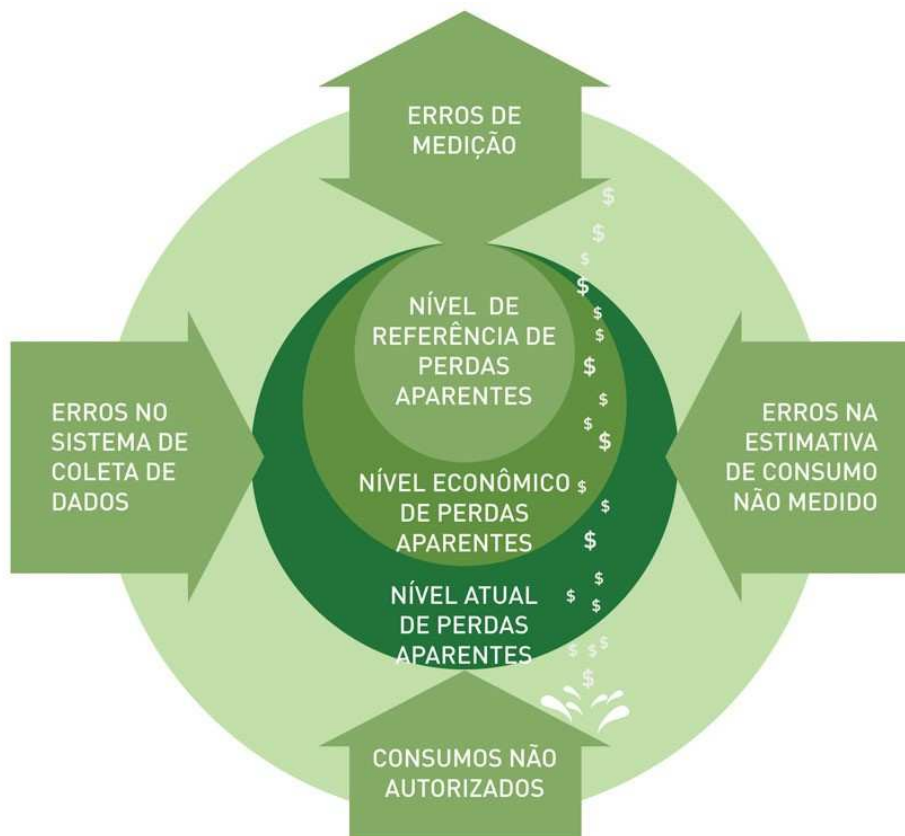 ERROS DE
MEDIÇÃO
NÍVEL DE
REFERÊNCIA DE
PERDAS
APARENTES
ERROS NO
SISTEMA DE
COLETA DE
DADOS
ERROS NA
ESTIMATIVA
DE CONSUMO
NÃO MEDIDO
NÍVEL ECONÔMICO
DE PERDAS
APARENTES
NÍVEL ATUAL
DE PERDAS
APARENTES
CONSUMOS NÃO
AUTORIZADOS